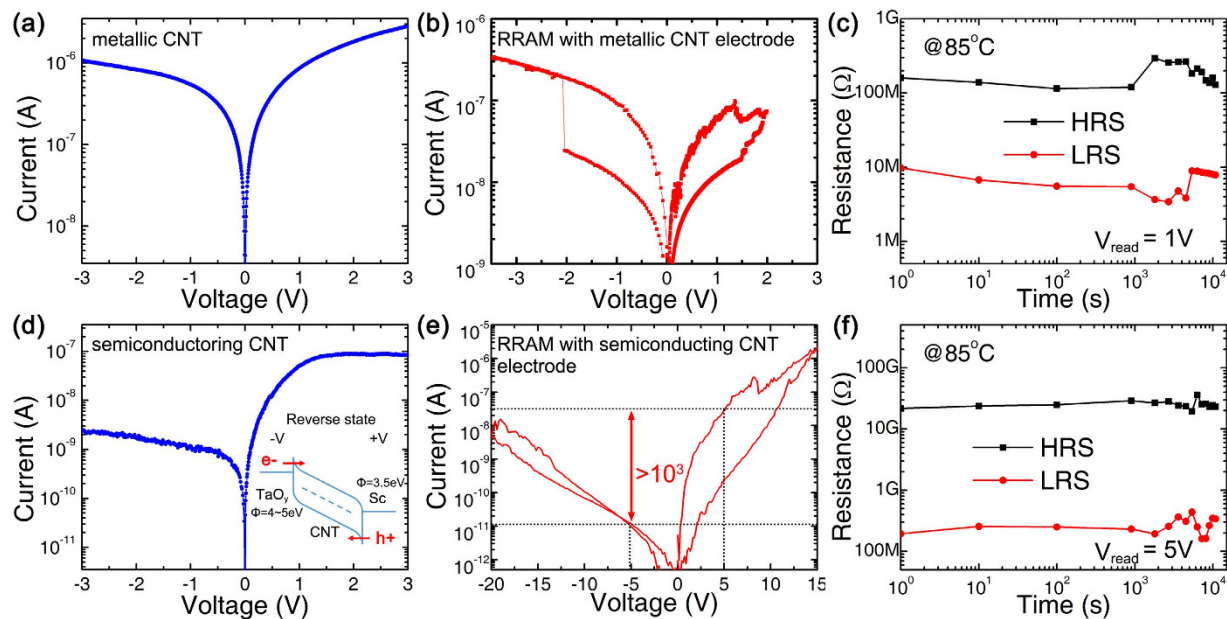 (a)
metallic CNT
Current (A)
10⁻⁶
10⁻⁷
10⁻⁸
-3 -2 -1 0 1 2 3
Voltage (V)
(b)
RRAM with metallic CNT electrode
Current (A)
10⁻⁶
10⁻⁷
10⁻⁸
10⁻⁹
-3 -2 -1 0 1 2 3
Voltage (V)
(c)
@85°C
Resistance (Ω)
1G
100M
10M
1M
HRS
LRS
Vread = 1V
10⁰ 10¹ 10² 10³ 10⁴
Time (s)
(d)
semiconductoring CNT
Current (A)
10⁻⁷
10⁻⁸
10⁻⁹
10⁻¹⁰
10⁻¹¹
Reverse state
-V +V
e-
TaOy
Φ=4~5eV
CNT
Φ=3.5eV
Sc
h+
-3 -2 -1 0 1 2 3
Voltage (V)
(e)
RRAM with semiconducting CNT
electrode
Current (A)
10⁻⁵
10⁻⁶
10⁻⁷
10⁻⁸
10⁻⁹
10⁻¹⁰
10⁻¹¹
10⁻¹²
>10³
-20 -15 -10 -5 0 5 10 15
Voltage (V)
(f)
@85°C
Resistance (Ω)
100G
10G
1G
100M
HRS
LRS
Vread = 5V
10⁰ 10¹ 10² 10³ 10⁴
Time (s)